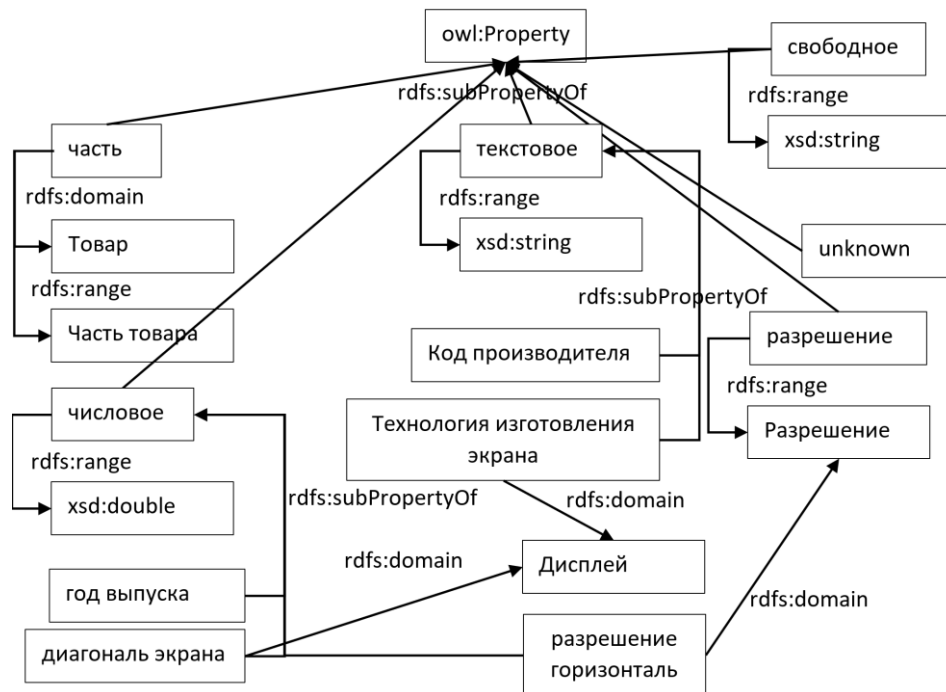 owl:Property
свободное
rdfs:subPropertyOf
rdfs:range
часть
текстовое
xsd:string
rdfs:domain
rdfs:range
Товар
xsd:string
unknown
rdfs:range
rdfs:subPropertyOf
Часть товара
Код производителя
разрешение
rdfs:range
числовое
Технология изготовления
экрана
Разрешение
rdfs:range
rdfs:subPropertyOf
xsd:double
rdfs:domain
rdfs:domain
Дисплей
год выпуска
rdfs:domain
диагональ экрана
разрешение
горизонталь